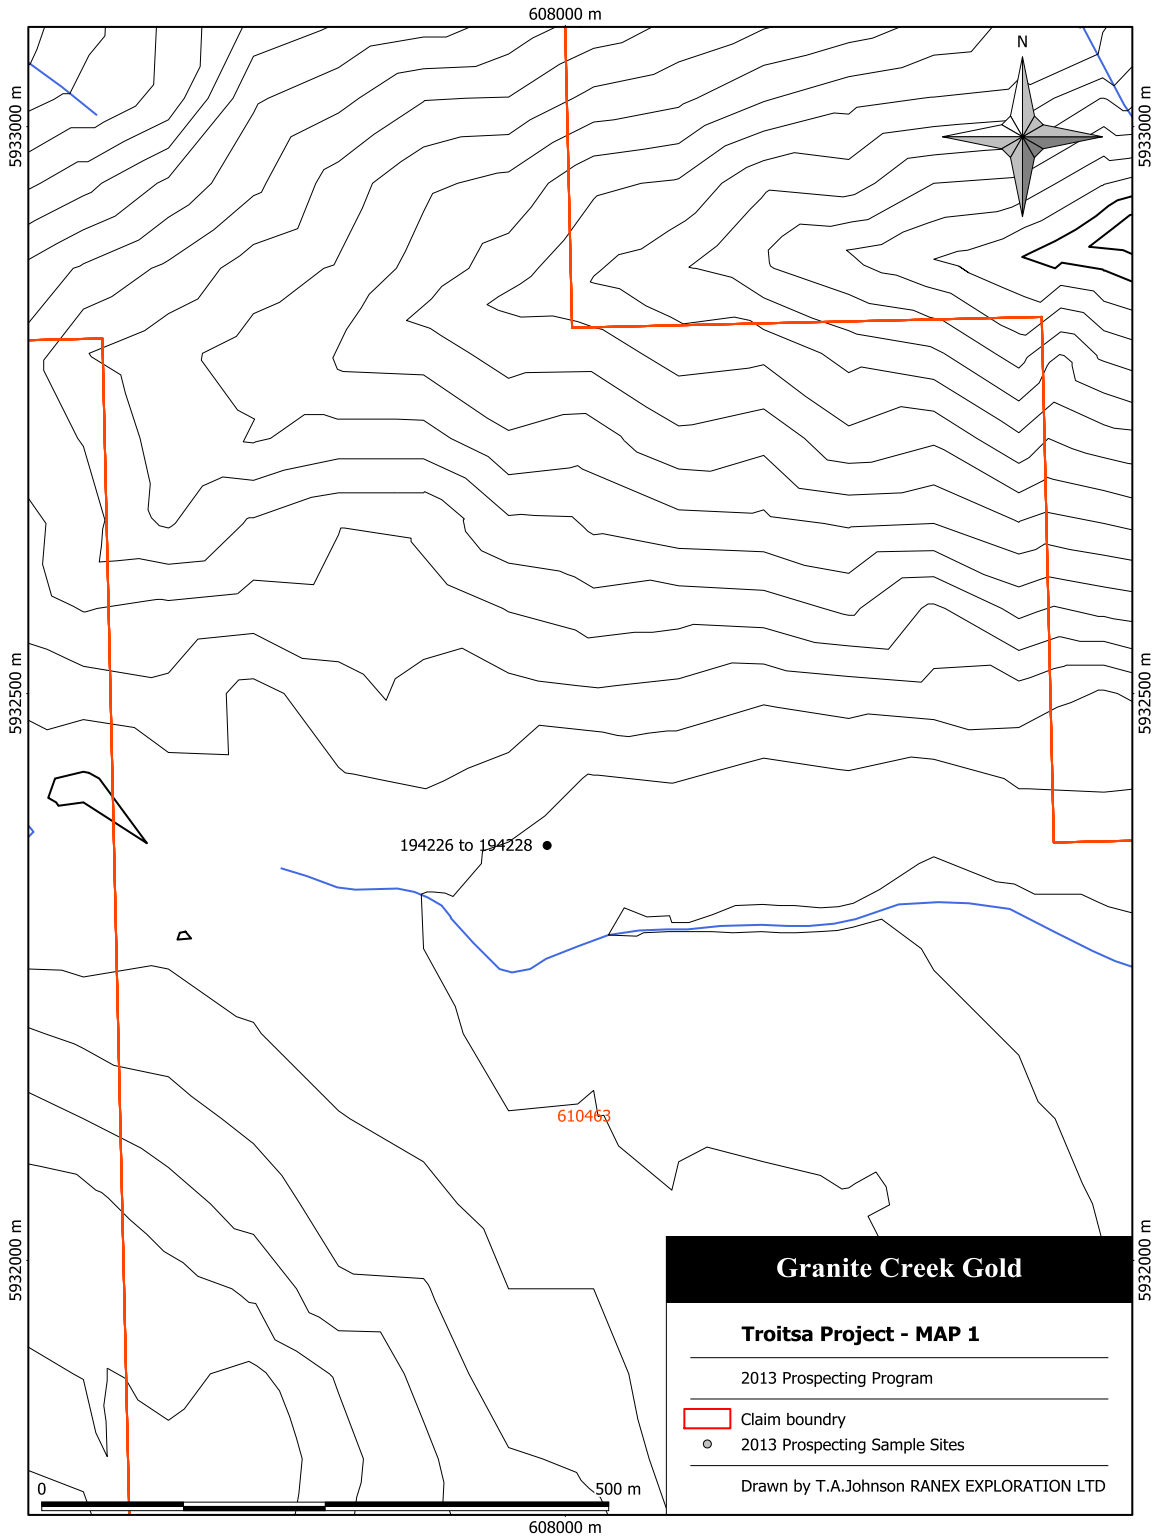 608000 m
N
5933000 m
5933000 m
5932500 m
5932500 m
194226 to 194228
610463
5932000 m
5932000 m
Granite Creek Gold
Troitsa Project - MAP 1
2013 Prospecting Program
Claim boundry
2013 Prospecting Sample Sites
Drawn by T.A.Johnson RANEX EXPLORATION LTD
0
500 m
608000 m